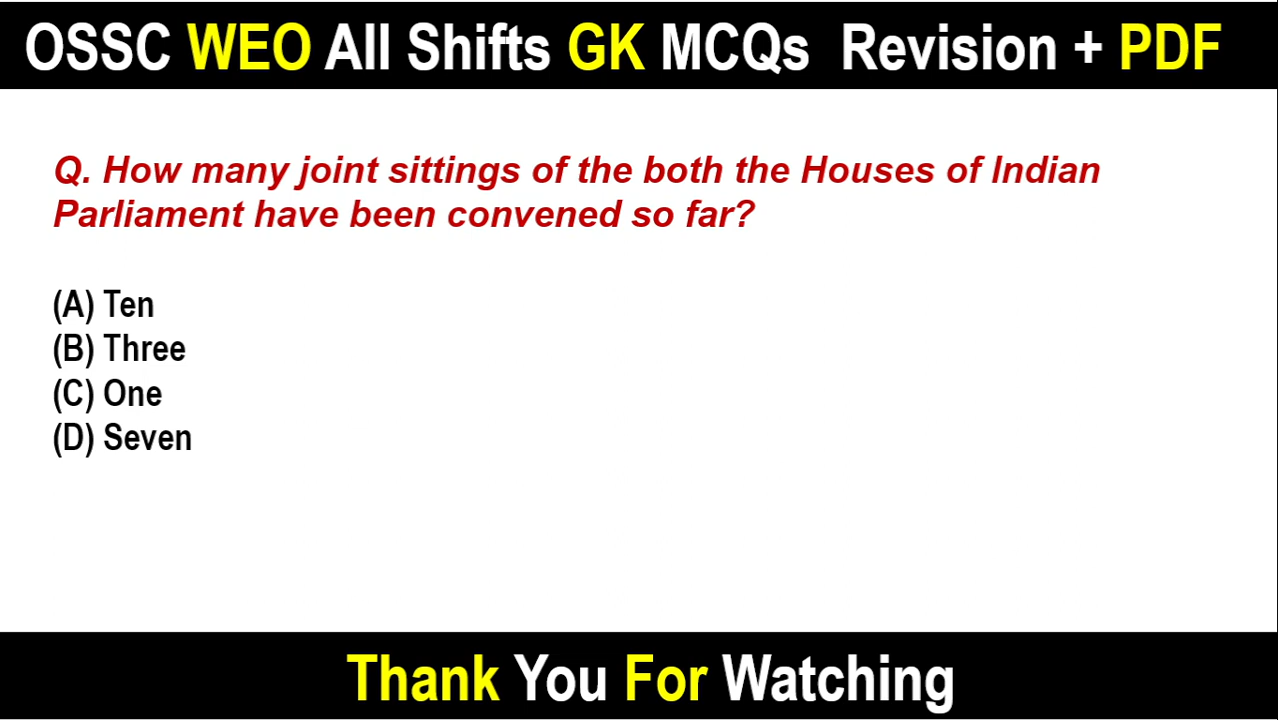 OSSC WEO All Shifts GK MCQs Revision + PDF
Q. How many joint sittings of the both the Houses of Indian
Parliament have been convened so far?
(A) Ten
(B) Three
(C) One
(D) Seven
Thank You For Watching